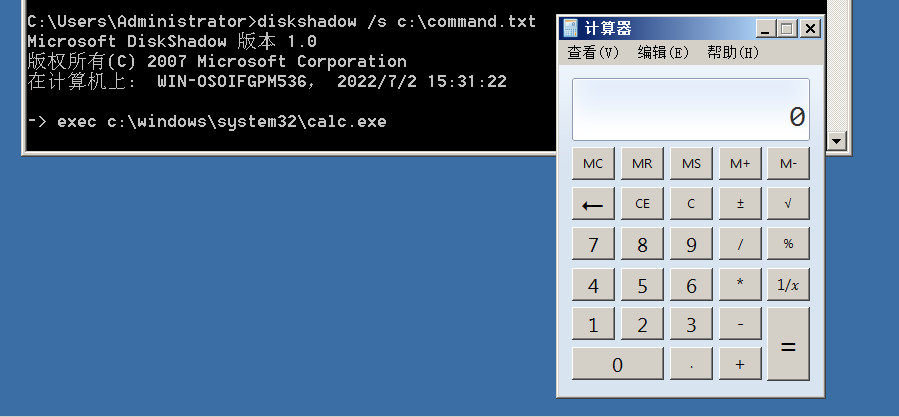 C:\Users\Administrator>diskshadow /s c:\command.txt
Microsoft DiskShadow 版本 1.0
版权所有(C) 2007 Microsoft Corporation
在计算机上: WIN-OSOIFGPM536, 2022/7/2 15:31:22
-> exec c:\windows\system32\calc.exe
计算器
查看(V) 编辑(E) 帮助(H)
0
MC MR MS M+ M-
← CE C ± √
7 8 9 / %
4 5 6 * 1/x
1 2 3 - =
0 . +